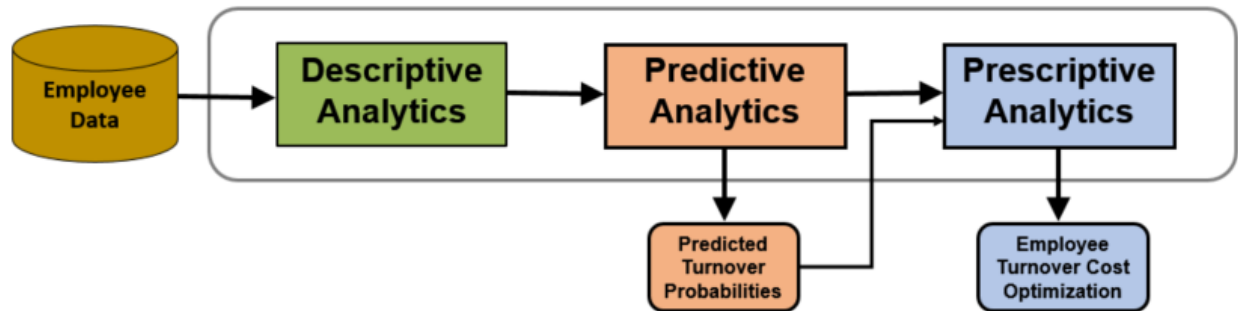 Employee
Data
Descriptive
Analytics
Predictive
Analytics
Prescriptive
Analytics
Predicted
Turnover
Probabilities
Employee
Turnover Cost
Optimization